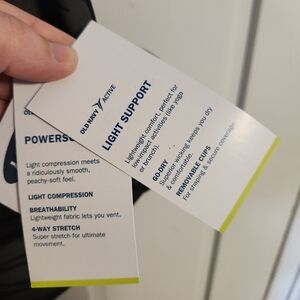 OLD NAVY ACTIVE
LIGHT SUPPORT
Lightweight comfort, perfect for
low-impact activities (like yoga
or brunch).
GO-DRY
Superior wicking keeps you dry
& comfortable.
REMOVABLE CUPS
For shaping & secure coverage
POWERS
Light compression meets
a ridiculously smooth,
peachy-soft feel.
LIGHT COMPRESSION
BREATHABILITY
Lightweight fabric lets you vent.
4-WAY STRETCH
Super stretch for ultimate
movement.